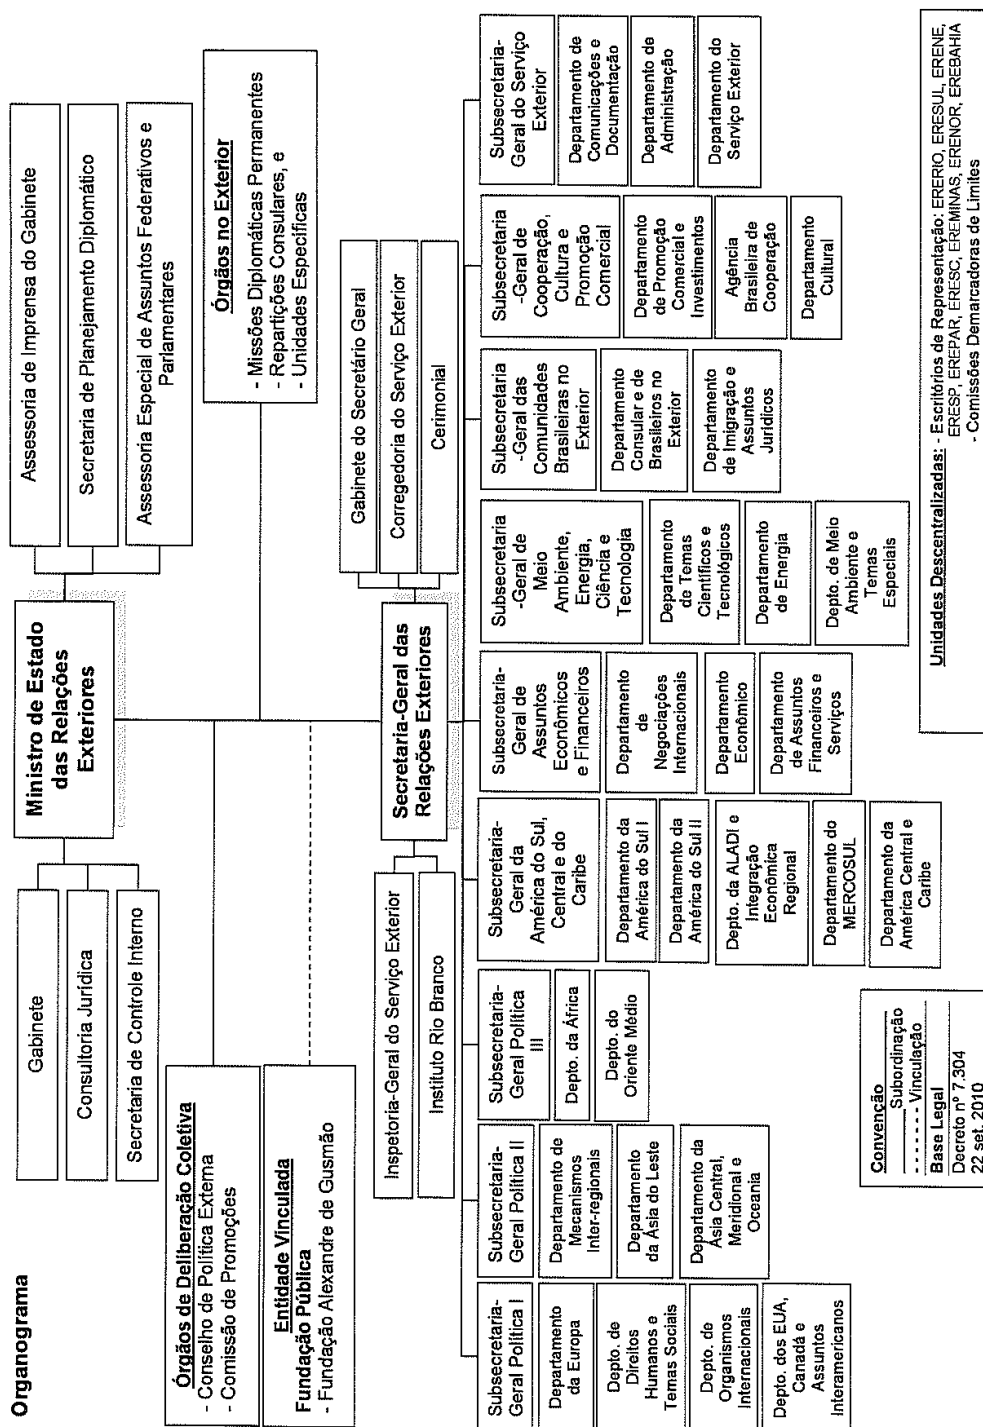 Organograma
Ministro de Estado
das Relações
Exteriores
Gabinete
Consultoria Jurídica
Secretaria de Controle Interno
Assessoria de Imprensa do Gabinete
Secretaria de Planejamento Diplomático
Assessoria Especial de Assuntos Federativos e
Parlamentares
Órgãos de Deliberação Coletiva
- Conselho de Política Externa
- Comissão de Promoções
Entidade Vinculada
Fundação Pública
- Fundação Alexandre de Gusmão
Órgãos no Exterior
- Missões Diplomáticas Permanentes
- Repartições Consulares, e
- Unidades Específicas
Secretaria-Geral das
Relações Exteriores
Inspetoria-Geral do Serviço Exterior
Instituto Rio Branco
Gabinete do Secretário Geral
Corregedoria do Serviço Exterior
Cerimonial
Subsecretaria-
Geral Política I
Departamento
da Europa
Depto. de
Direitos
Humanos e
Temas Sociais
Depto. de
Organismos
Internacionais
Depto. dos EUA,
Canadá e
Assuntos
Interamericanos
Subsecretaria-
Geral Política II
Departamento de
Mecanismos
Inter-regionais
Departamento
da Ásia do Leste
Departamento da
Ásia Central,
Meridional e
Oceania
Subsecretaria-
Geral Política
III
Depto. da África
Depto. do
Oriente Médio
Subsecretaria-
Geral da
América do Sul,
Central e do
Caribe
Departamento da
América do Sul I
Departamento da
América do Sul II
Depto. da ALADI e
Integração
Econômica
Regional
Departamento do
MERCOSUL
Departamento da
América Central e
Caribe
Subsecretaria-
Geral de
Assuntos
Econômicos
e Financeiros
Departamento
de
Negociações
Internacionais
Departamento
Econômico
Departamento
de Assuntos
Financeiros e
Serviços
Subsecretaria
-Geral de
Meio
Ambiente,
Energia,
Ciência e
Tecnologia
Departamento
de Temas
Científicos e
Tecnológicos
Departamento
de Energia
Depto. de Meio
Ambiente e
Temas
Especiais
Subsecretaria
-Geral das
Comunidades
Brasileiras no
Exterior
Departamento
Consular e de
Brasileiros no
Exterior
Departamento
de Imigração e
Assuntos
Jurídicos
Subsecretaria
-Geral de
Cooperação,
Cultura e
Promoção
Comercial
Departamento
de Promoção
Comercial e
Investimentos
Agência
Brasileira de
Cooperação
Departamento
Cultural
Subsecretaria-
Geral do Serviço
Exterior
Departamento de
Comunicações e
Documentação
Departamento de
Administração
Departamento do
Serviço Exterior
Convenção
Subordinação
Vinculação
Base Legal
Decreto nº 7.304
22 set. 2010
Unidades Descentralizadas: - Escritórios de Representação: ERERIO, ERESUL, ERENE,
ERESP, EREPAR, ERESC, EREMINAS, ERENOR, EREBAHIA
- Comissões Demarcadoras de Limites